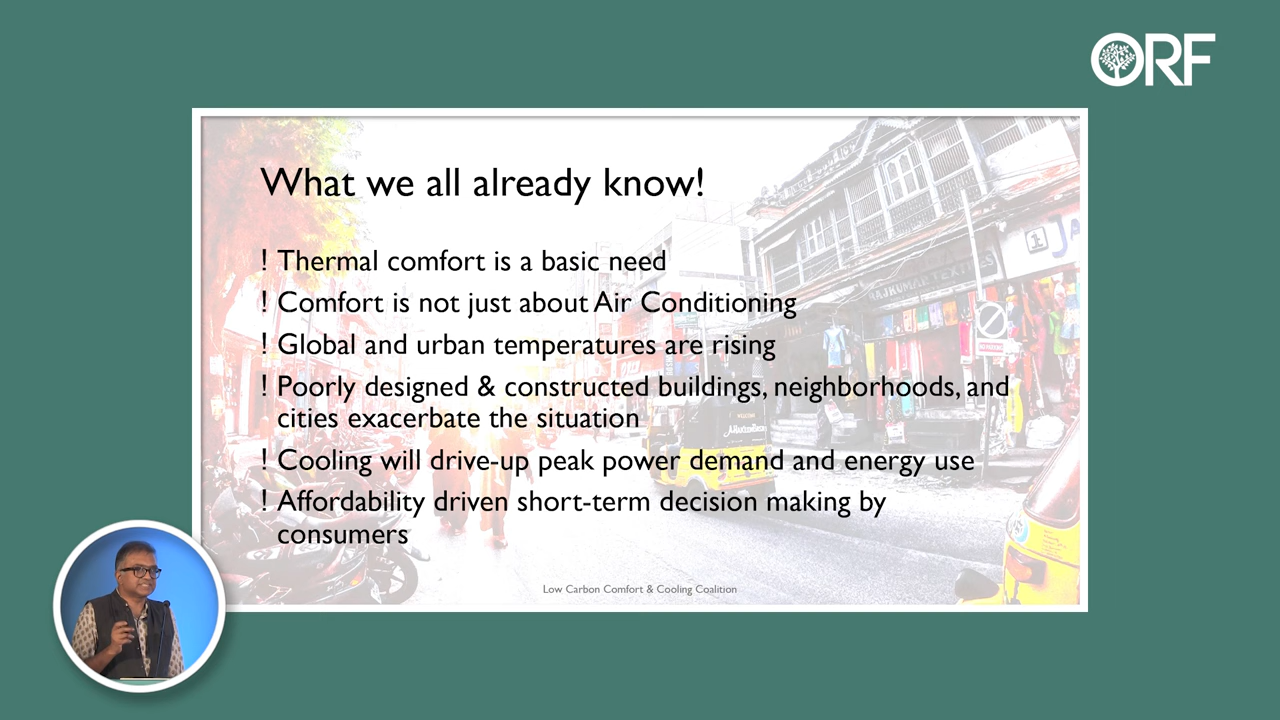 ORF
What we all already know!
! Thermal comfort is a basic need
! Comfort is not just about Air Conditioning
! Global and urban temperatures are rising
! Poorly designed & constructed buildings, neighborhoods, and
cities exacerbate the situation
! Cooling will drive-up peak power demand and energy use
! Affordability driven short-term decision making by
consumers
RAJKUMAR TEXTILES
Low Carbon Comfort & Cooling Coalition